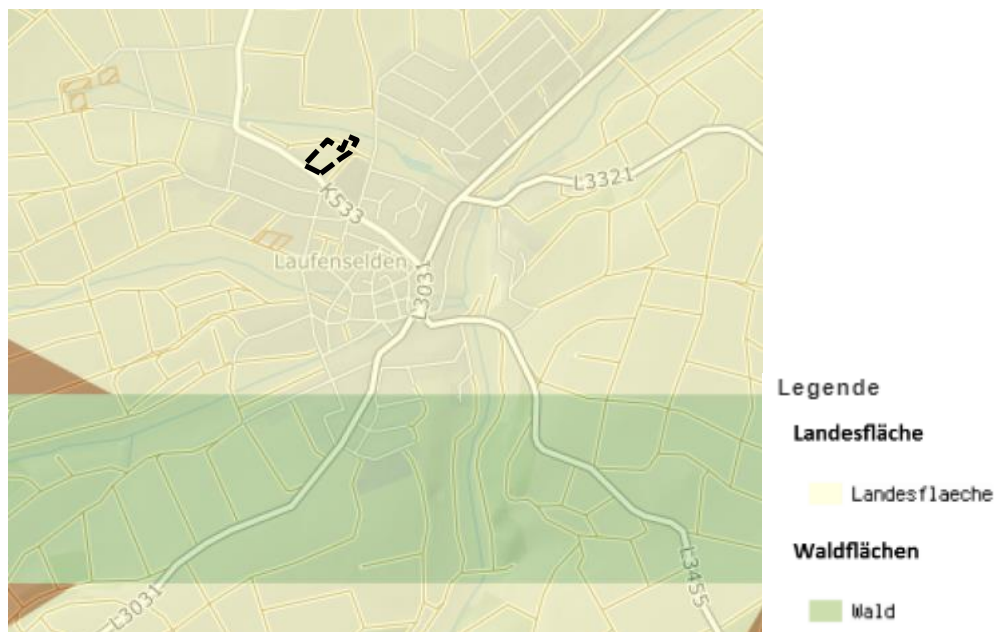 L3321
K533
Laufenselden
L3031
L3031
L3455
Legende
Landesfläche
Landesflaeche
Waldflächen
Wald